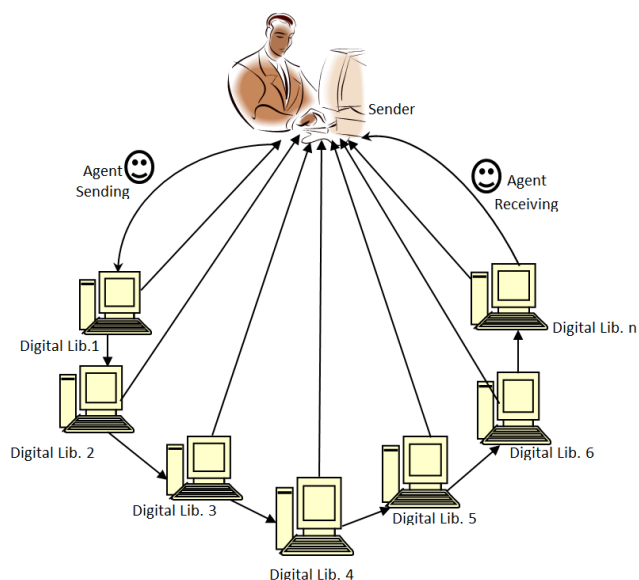 Sender
Agent
Sending
Agent
Receiving
Digital Lib.1
Digital Lib. n
Digital Lib. 2
Digital Lib. 6
Digital Lib. 3
Digital Lib. 5
Digital Lib. 4